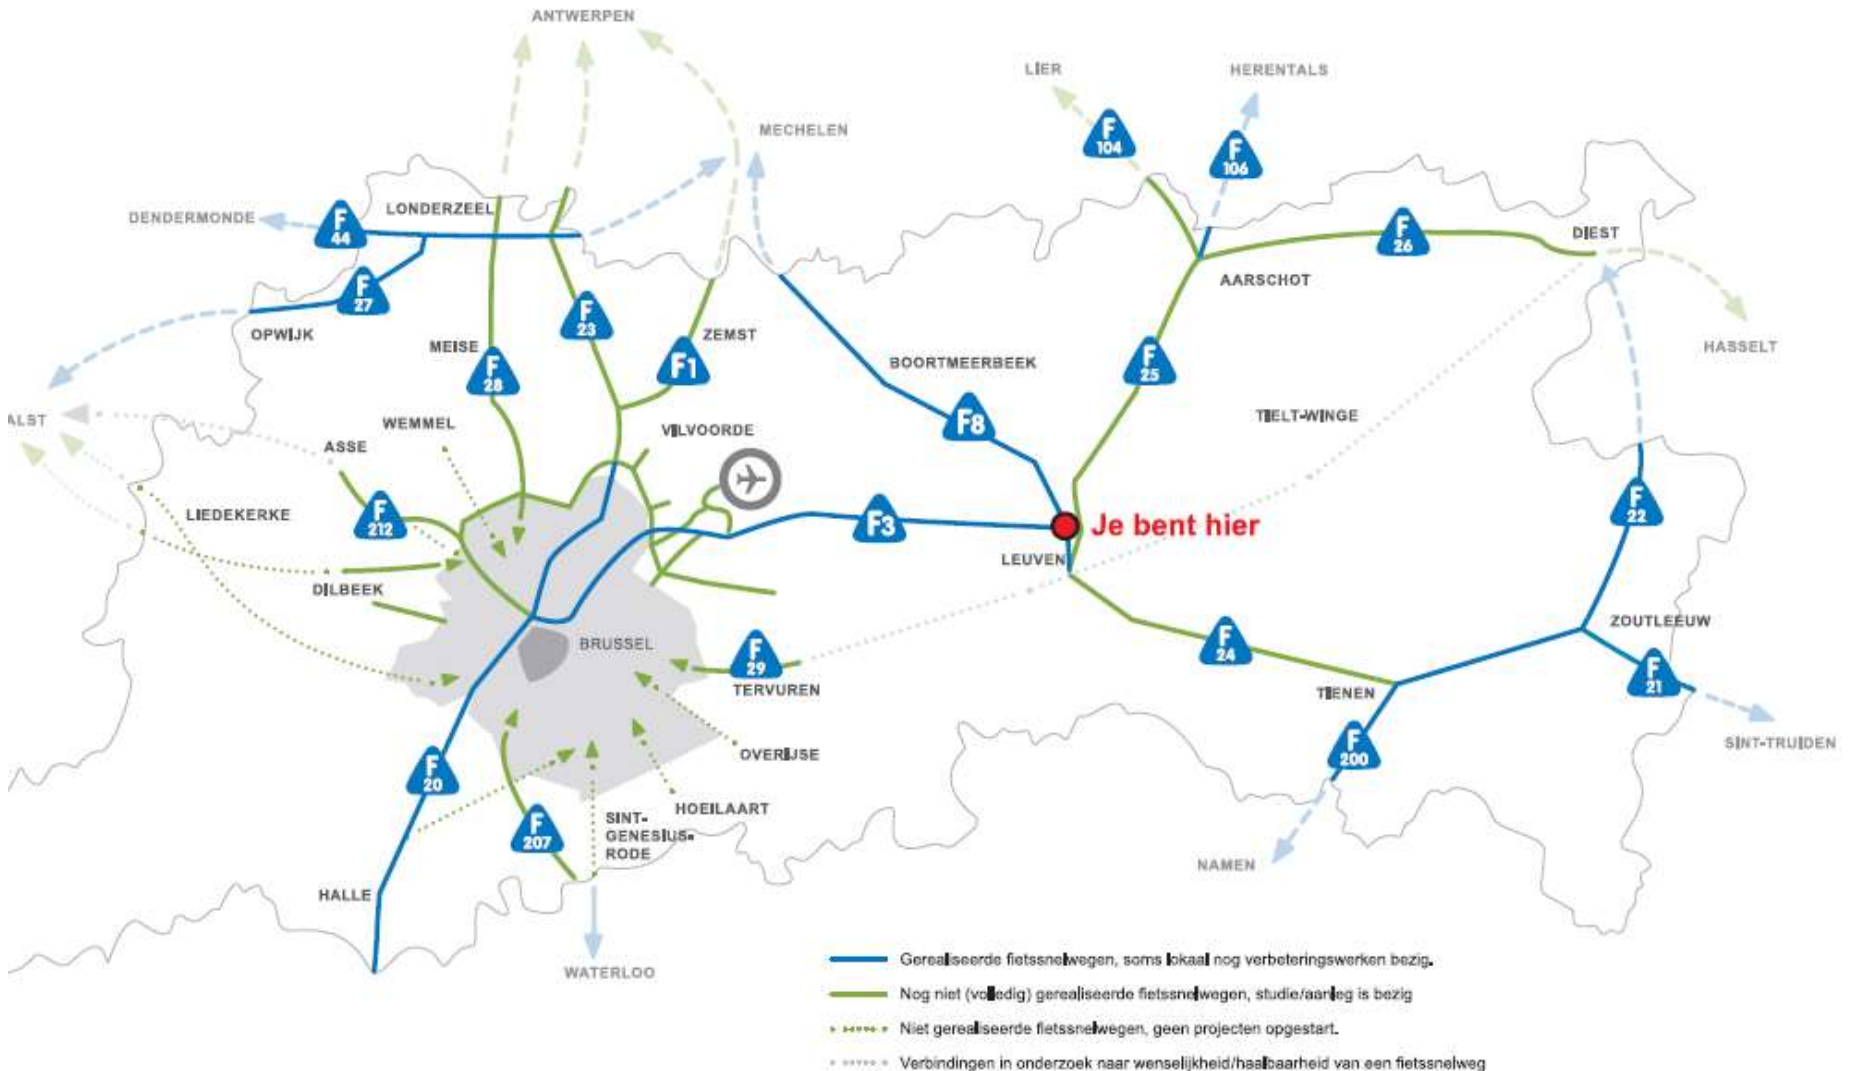 ANTWERPEN
LIER
HERENTALS
MECHELEN
F
104
F
106
DENDERMONDE
F
44
LONDERZEEL
F
26
DIEST
AARSCHOT
F
27
F
23
OPWIJK
MEISE
F
28
F1
ZEMST
BOORTMEERBEEK
F
25
HASSELT
ALST
WEMMEL
VILVOORDE
F8
TIELT-WINGE
ASSE
LIEDEKERKE
F
212
F3
Je bent hier
F
22
LEUVEN
DILBEEK
BRUSSEL
F
29
TERVUREN
F
24
ZOUTLEEUW
F
21
TIENEN
SINT-TRUIDEN
OVERIJSE
F
200
F
20
HOEILAART
F
207
SINT-
GENESIUS-
RODE
NAMEN
HALLE
WATERLOO
Gerealiseerde fietssnelwegen, soms lokaal nog verbeteringswerken bezig.
Nog niet (volledig) gerealiseerde fietssnelwegen, studie/aanleg is bezig
Niet gerealiseerde fietssnelwegen, geen projecten opgestart.
Verbindingen in onderzoek naar wenselijkheid/haalbaarheid van een fietssnelweg